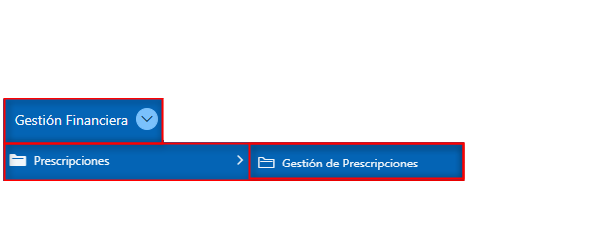 Gestión Financiera
Prescripciones
Gestión de Prescripciones